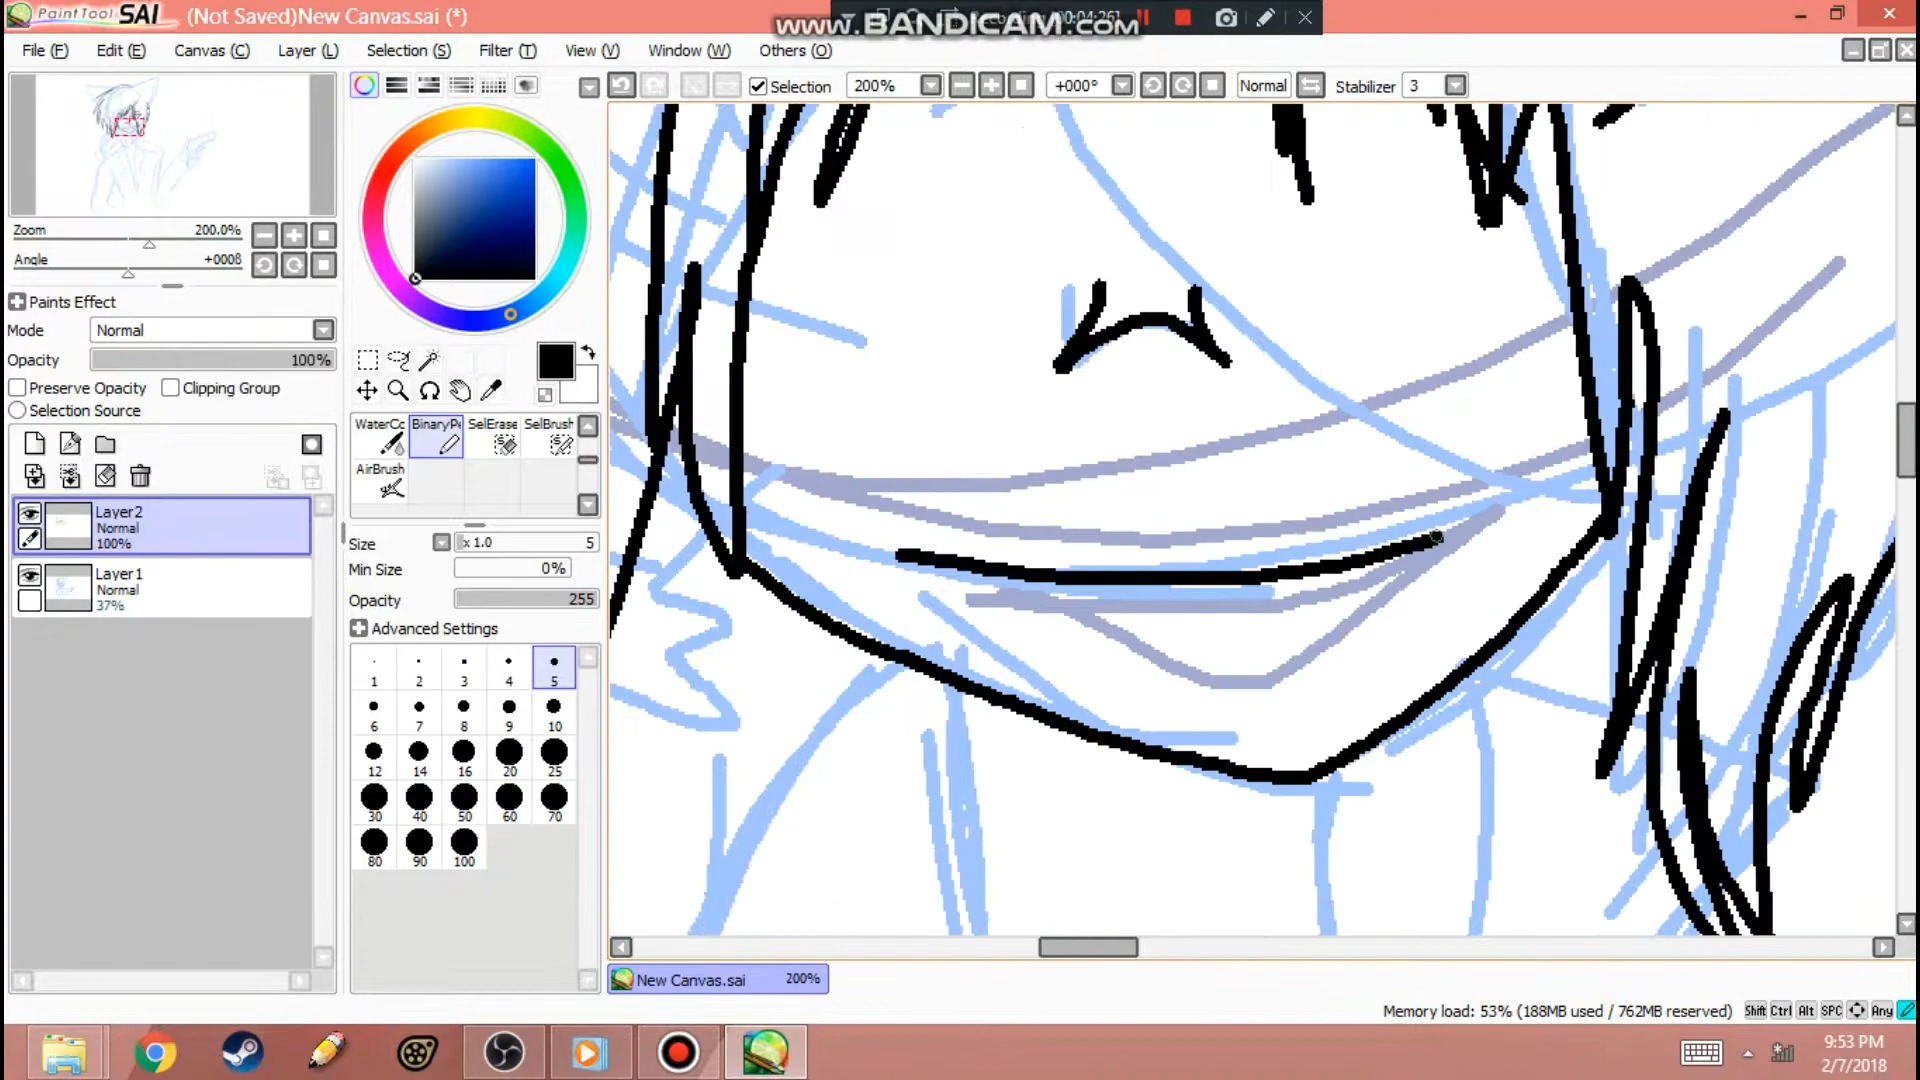 PaintTool SAI (Not Saved)New Canvas.sai (*)
www.BANDICAM.com
Recording [00:04:26]
File (F) Edit (E) Canvas (C) Layer (L) Selection (S) Filter (T) View (V) Window (W) Others (O)
Selection 200% +000° Normal Stabilizer 3
Zoom 200.0%
Angle +000ß
Paints Effect
Mode Normal
Opacity 100%
Preserve Opacity Clipping Group
Selection Source
Layer2
Normal
100%
Layer1
Normal
37%
WaterCo BinaryPe SelErase SelBrush
AirBrush
Size x 1.0 5
Min Size 0%
Opacity 255
Advanced Settings
1 2 3 4 5
6 7 8 9 10
12 14 16 20 25
30 40 50 60 70
80 90 100
New Canvas.sai 200%
Memory load: 53% (188MB used / 762MB reserved) Shift Ctrl Alt SPC Any
9:53 PM
2/7/2018